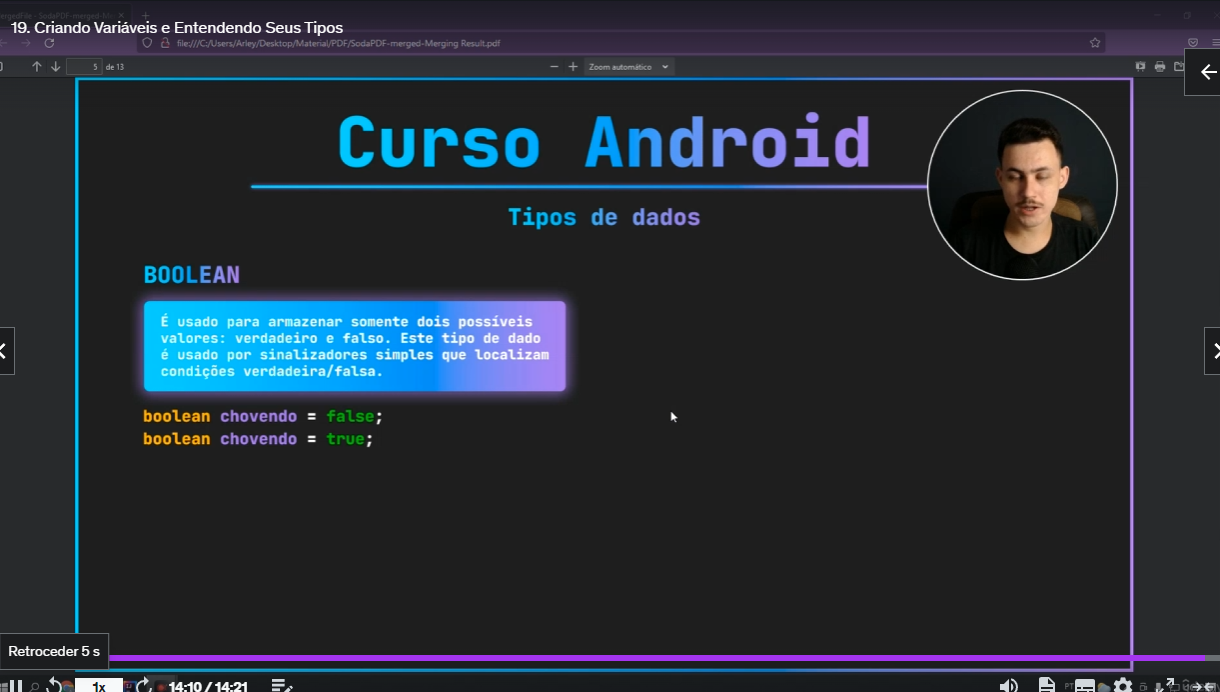 19. Criando Variáveis e Entendendo Seus Tipos
file:///C:/Users/Arley/Desktop/Material/PDF/SodaPDF-merged-Merging Result.pdf
5 de 13
Zoom automático
Curso Android
Tipos de dados
BOOLEAN
É usado para armazenar somente dois possíveis
valores: verdadeiro e falso. Este tipo de dado
é usado por sinalizadores simples que localizam
condições verdadeira/falsa.
boolean chovendo = false;
boolean chovendo = true;
Retroceder 5 s
1x
14:10 / 14:21